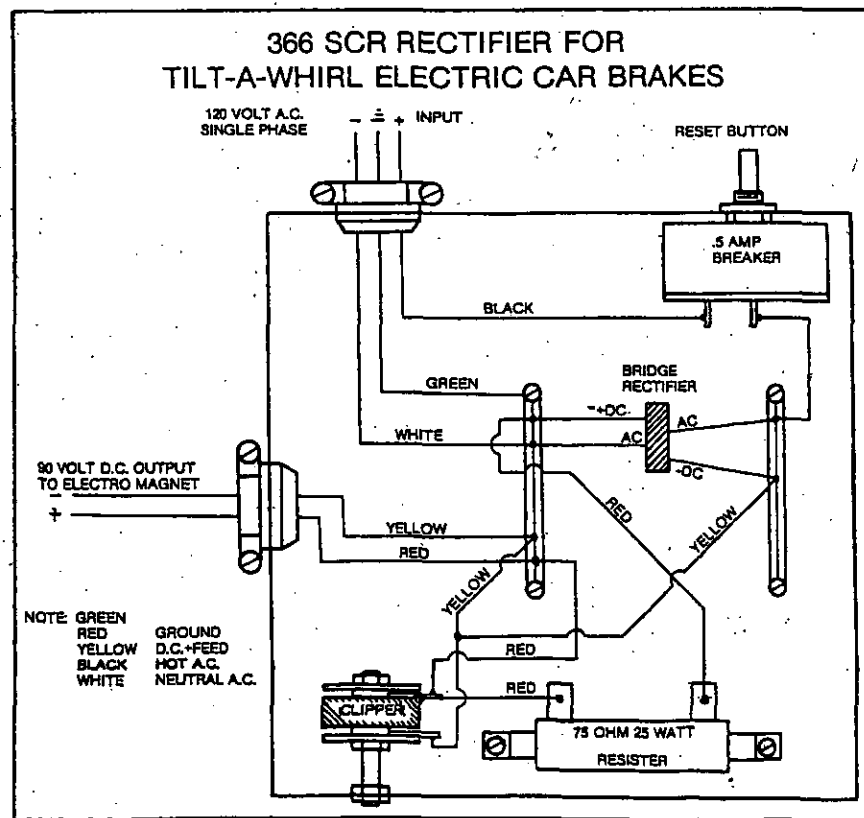 366 SCR RECTIFIER FOR
TILT-A-WHIRL ELECTRIC CAR BRAKES
120 VOLT A.C.
SINGLE PHASE
- +
INPUT
RESET BUTTON
.5 AMP
BREAKER
BLACK
GREEN
BRIDGE
RECTIFIER
-+DC.
AC
WHITE
AC
-DC
90 VOLT D.C. OUTPUT
TO ELECTRO MAGNET
-
+
YELLOW
RED
RED
YELLOW
YELLOW
NOTE: GREEN
RED GROUND
YELLOW D.C.+FEED
BLACK HOT A.C.
WHITE NEUTRAL A.C.
RED
RED
CLIPPER
75 OHM 25 WATT
RESISTER